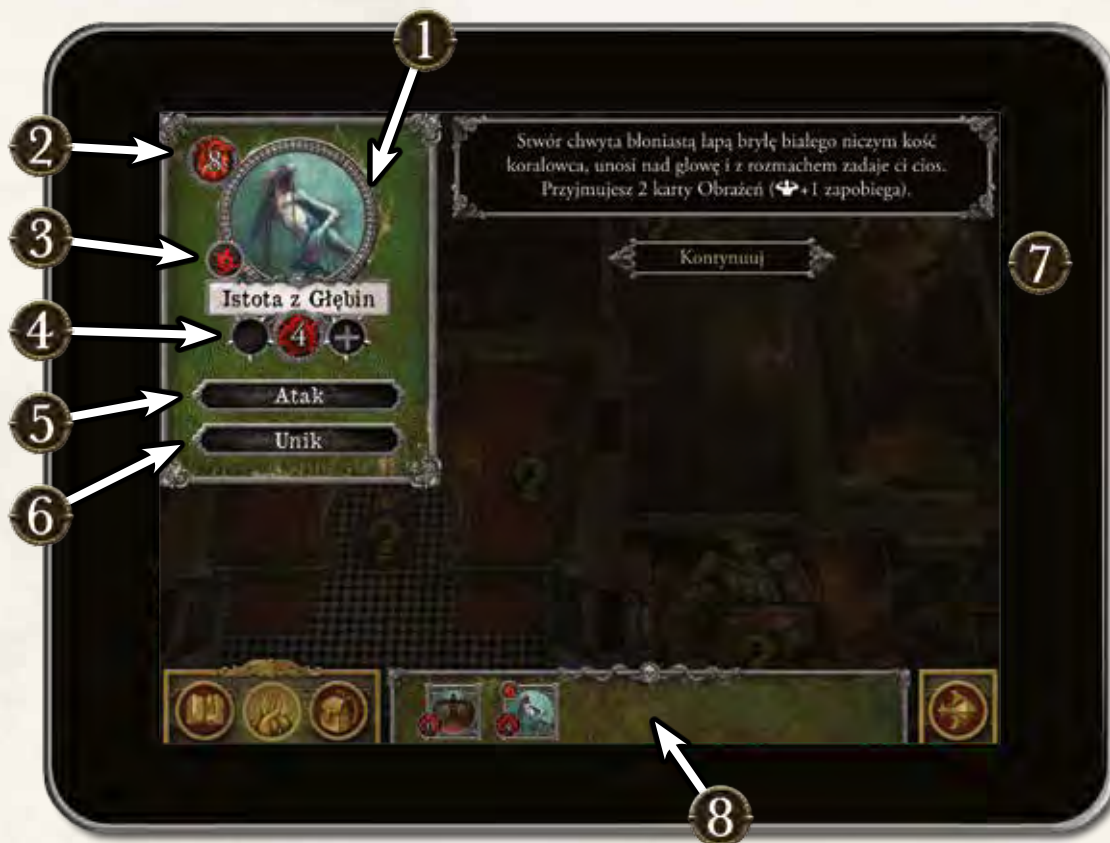 1
2
8
Stwór chwyta błoniastą łapą bryłę białego niczym kość
koralowca, unosi nad głowę i z rozmachem zadaje ci cios.
Przyjmujesz 2 karty Obrażeń (+1 zapobiega).
3
Kontynuuj
7
Istota z Głębin
4
4 +
5
Atak
Unik
6
8